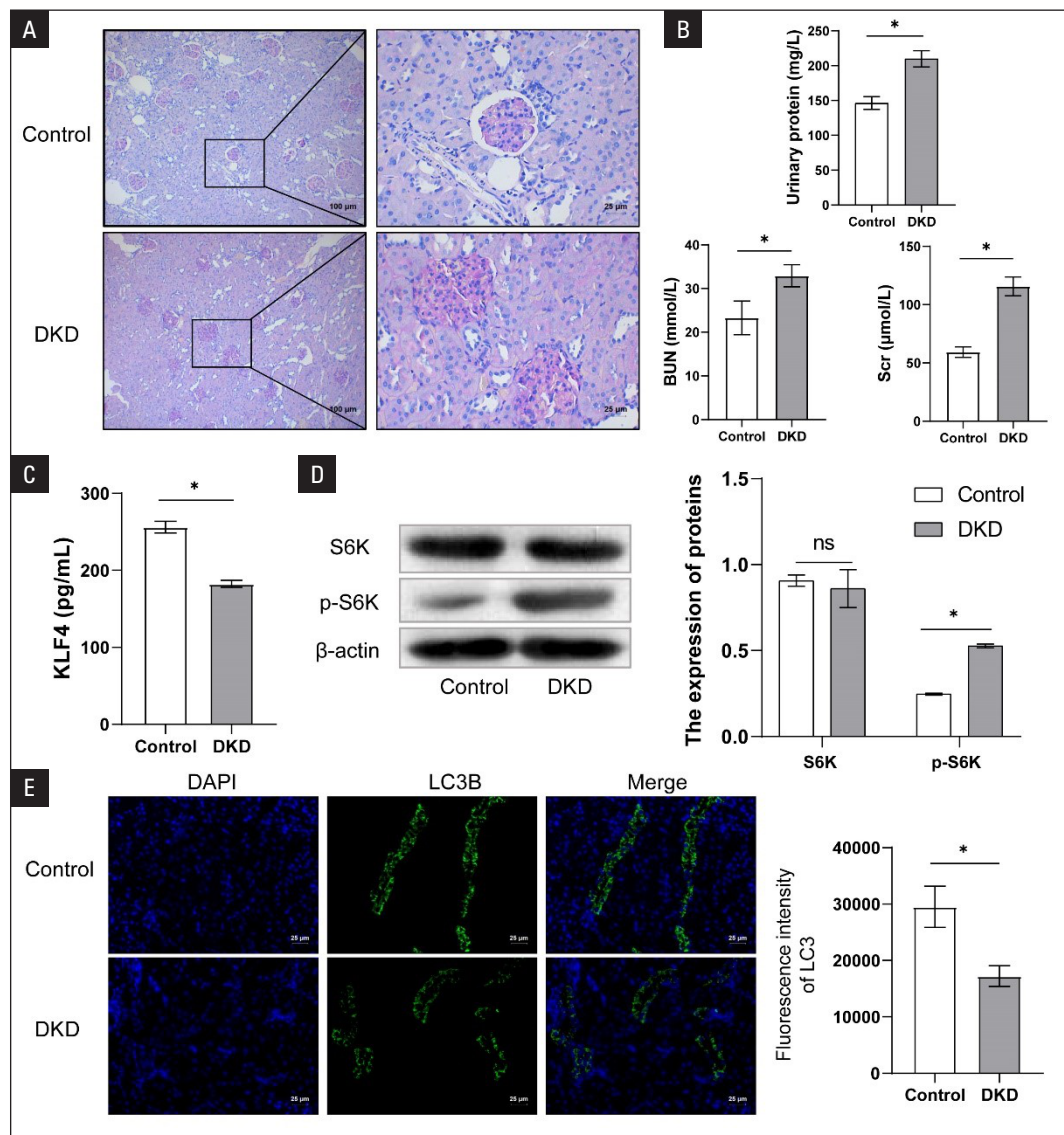 A
Control
100 μm
25 μm
DKD
100 μm
25 μm
B
Urinary protein (mg/L)
250
200
150
100
50
0
*
Control DKD
BUN (mmol/L)
40
30
20
10
0
*
Control DKD
Scr (μmol/L)
150
100
50
0
*
Control DKD
C
KLF4 (pg/mL)
300
200
100
0
*
Control DKD
D
S6K
p-S6K
β-actin
Control DKD
The expression of proteins
1.5
1.0
0.5
0.0
Control
DKD
ns
*
S6K p-S6K
E
DAPI LC3B Merge
Control
25 μm 25 μm 25 μm
DKD
25 μm 25 μm 25 μm
Fluorescence intensity
of LC3
40000
30000
20000
10000
0
*
Control DKD